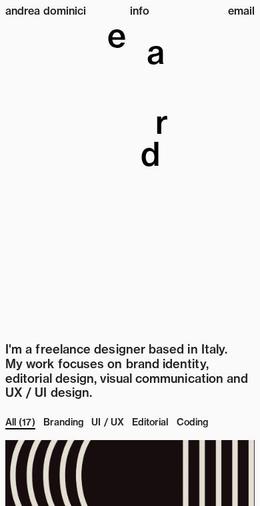 andrea dominici info email
e
a
r
d
I'm a freelance designer based in Italy.
My work focuses on brand identity,
editorial design, visual communication and
UX / UI design.
All (17) Branding UI / UX Editorial Coding